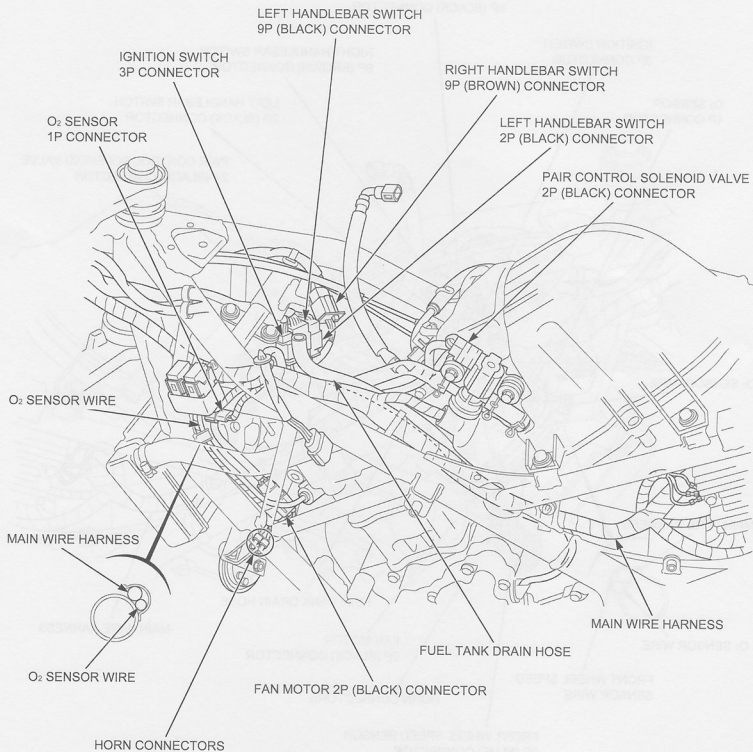 LEFT HANDLEBAR SWITCH
9P (BLACK) CONNECTOR
IGNITION SWITCH
3P CONNECTOR
RIGHT HANDLEBAR SWITCH
9P (BROWN) CONNECTOR
O₂ SENSOR
1P CONNECTOR
LEFT HANDLEBAR SWITCH
2P (BLACK) CONNECTOR
PAIR CONTROL SOLENOID VALVE
2P (BLACK) CONNECTOR
O₂ SENSOR WIRE
MAIN WIRE HARNESS
MAIN WIRE HARNESS
FUEL TANK DRAIN HOSE
O₂ SENSOR WIRE
FAN MOTOR 2P (BLACK) CONNECTOR
HORN CONNECTORS